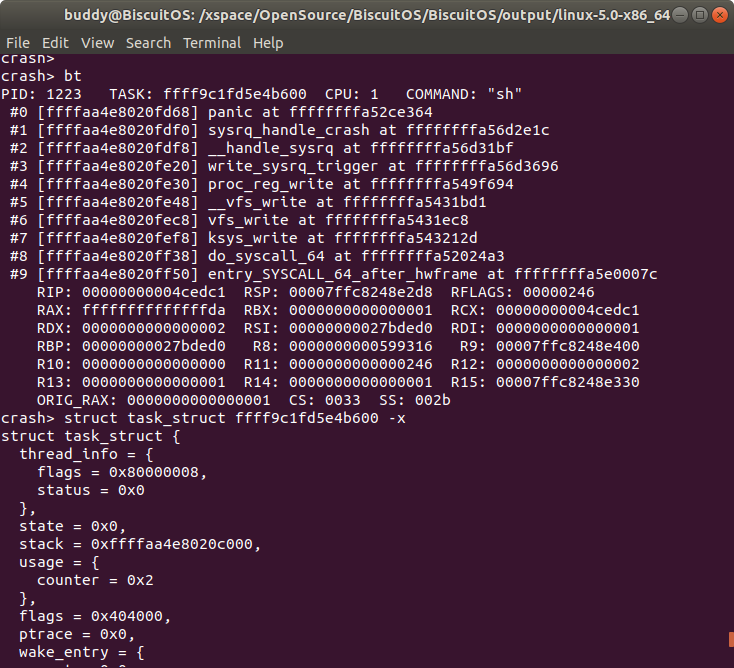 buddy@BiscuitOS: /xspace/OpenSource/BiscuitOS/BiscuitOS/output/linux-5.0-x86_64
File Edit View Search Terminal Help
crash>
crash> bt
PID: 1223   TASK: ffff9c1fd5e4b600  CPU: 1   COMMAND: "sh"
 #0 [ffffaa4e8020fd68] panic at ffffffffa52ce364
 #1 [ffffaa4e8020fdf0] sysrq_handle_crash at ffffffffa56d2e1c
 #2 [ffffaa4e8020fdf8] __handle_sysrq at ffffffffa56d31bf
 #3 [ffffaa4e8020fe20] write_sysrq_trigger at ffffffffa56d3696
 #4 [ffffaa4e8020fe30] proc_reg_write at ffffffffa549f694
 #5 [ffffaa4e8020fe48] __vfs_write at ffffffffa5431bd1
 #6 [ffffaa4e8020fec8] vfs_write at ffffffffa5431ec8
 #7 [ffffaa4e8020fef8] ksys_write at ffffffffa543212d
 #8 [ffffaa4e8020ff38] do_syscall_64 at ffffffffa52024a3
 #9 [ffffaa4e8020ff50] entry_SYSCALL_64_after_hwframe at ffffffffa5e0007c
    RIP: 00000000004cedc1  RSP: 00007ffc8248e2d8  RFLAGS: 00000246
    RAX: ffffffffffffffda  RBX: 0000000000000001  RCX: 00000000004cedc1
    RDX: 0000000000000002  RSI: 00000000027bded0  RDI: 0000000000000001
    RBP: 00000000027bded0   R8: 0000000000599316   R9: 00007ffc8248e400
    R10: 0000000000000000  R11: 0000000000000246  R12: 0000000000000002
    R13: 0000000000000001  R14: 0000000000000001  R15: 00007ffc8248e330
    ORIG_RAX: 0000000000000001  CS: 0033  SS: 002b
crash> struct task_struct ffff9c1fd5e4b600 -x
struct task_struct {
  thread_info = {
    flags = 0x80000008,
    status = 0x0
  },
  state = 0x0,
  stack = 0xffffaa4e8020c000,
  usage = {
    counter = 0x2
  },
  flags = 0x404000,
  ptrace = 0x0,
  wake_entry = {